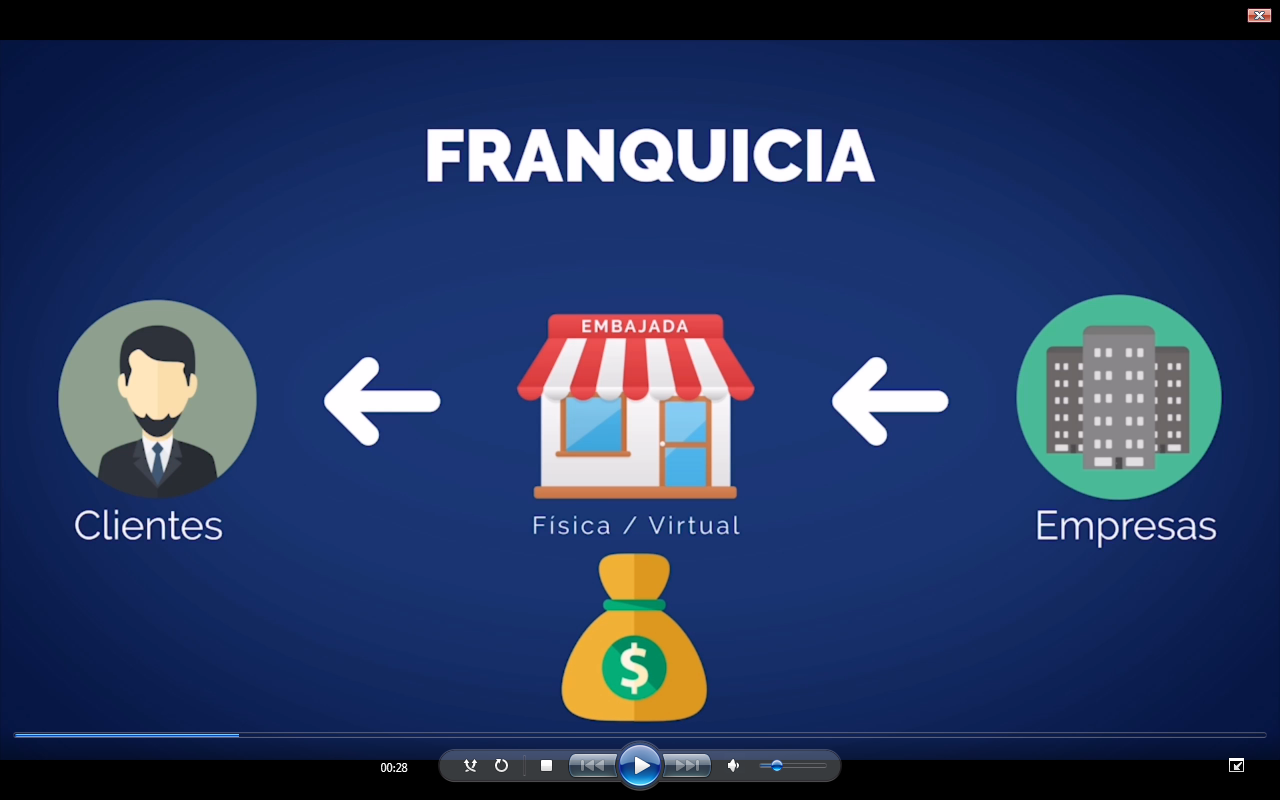 FRANQUICIA
EMBAJADA
Clientes
Física / Virtual
Empresas
$
00:28